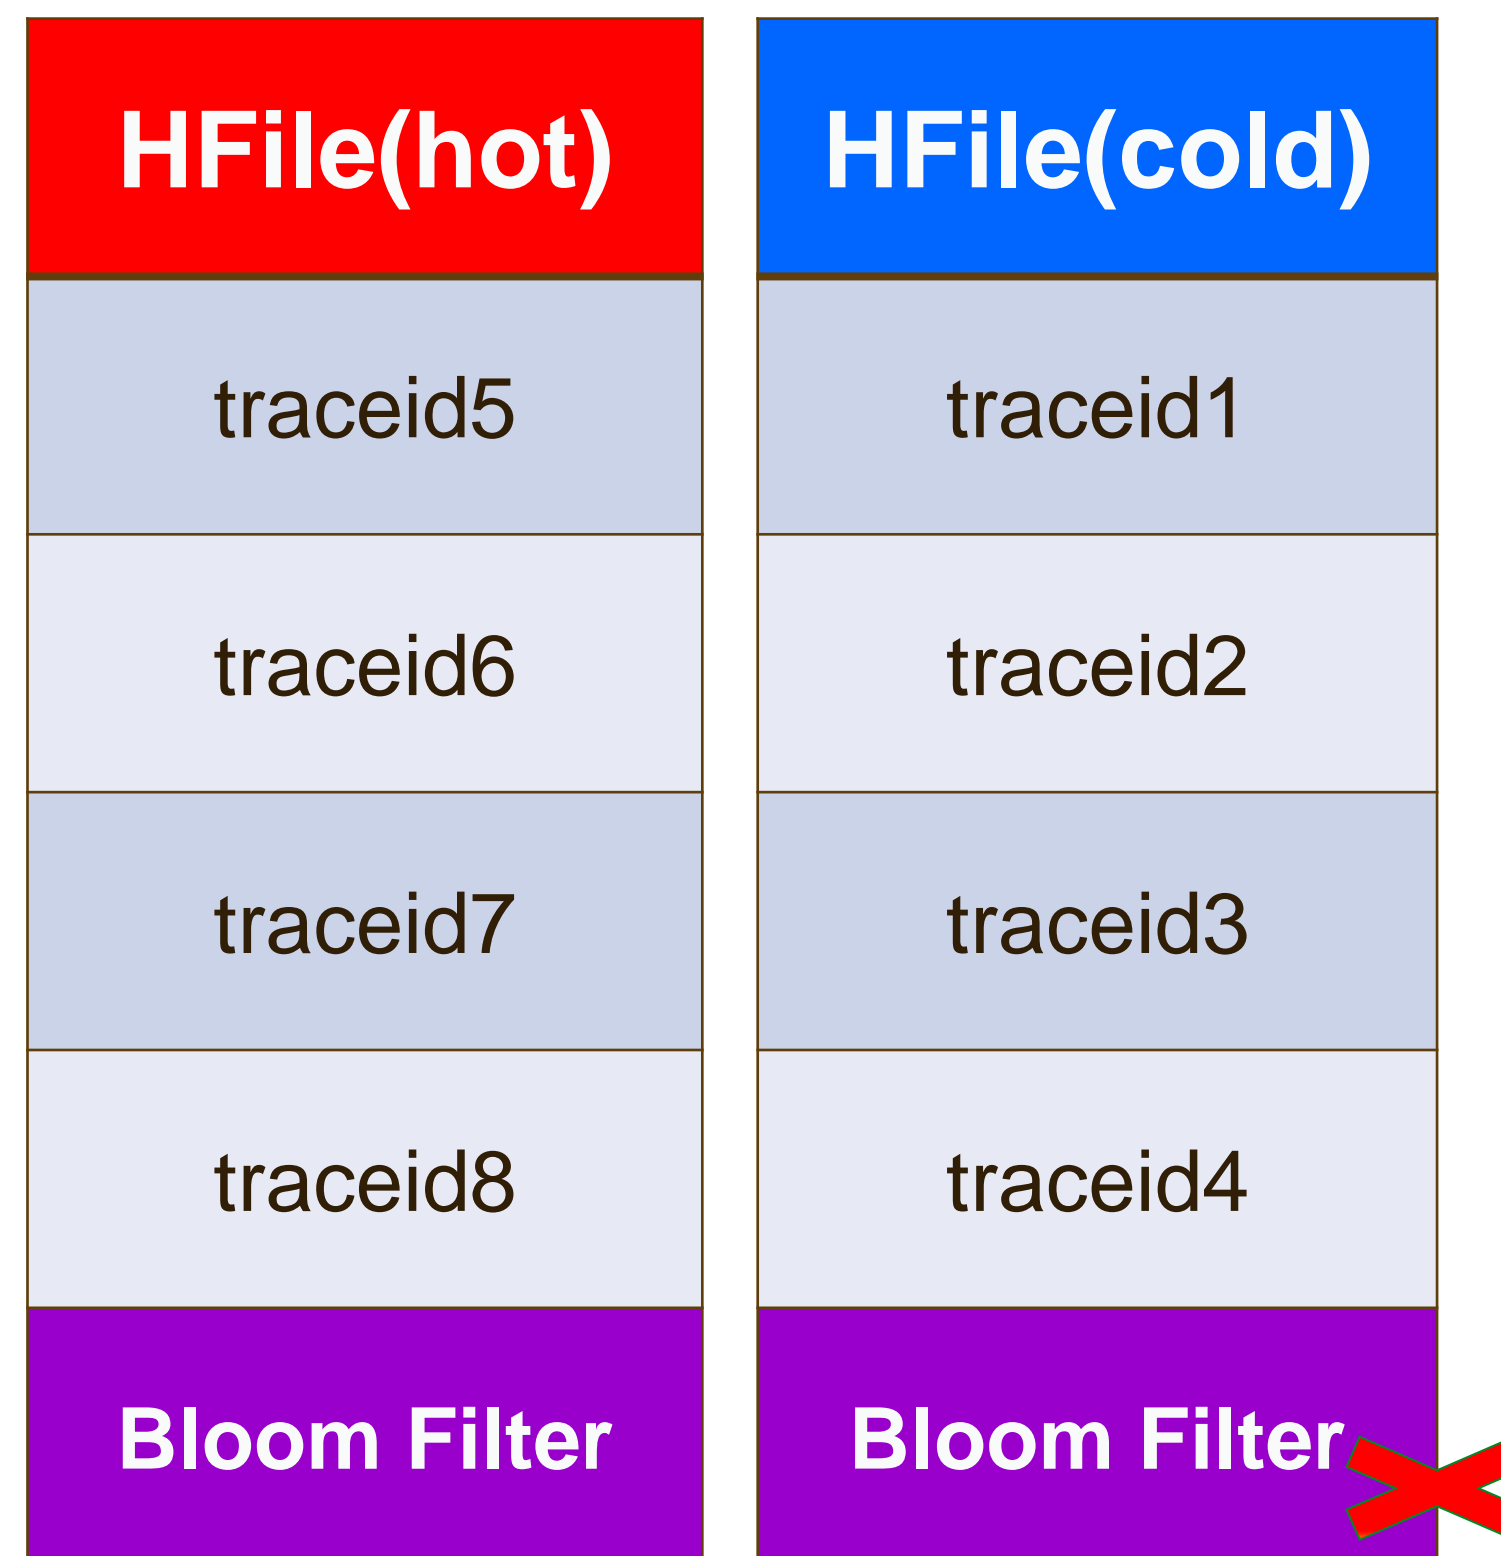 HFile(hot)
traceid5
traceid6
traceid7
traceid8
Bloom Filter
HFile(cold)
traceid1
traceid2
traceid3
traceid4
Bloom Filter